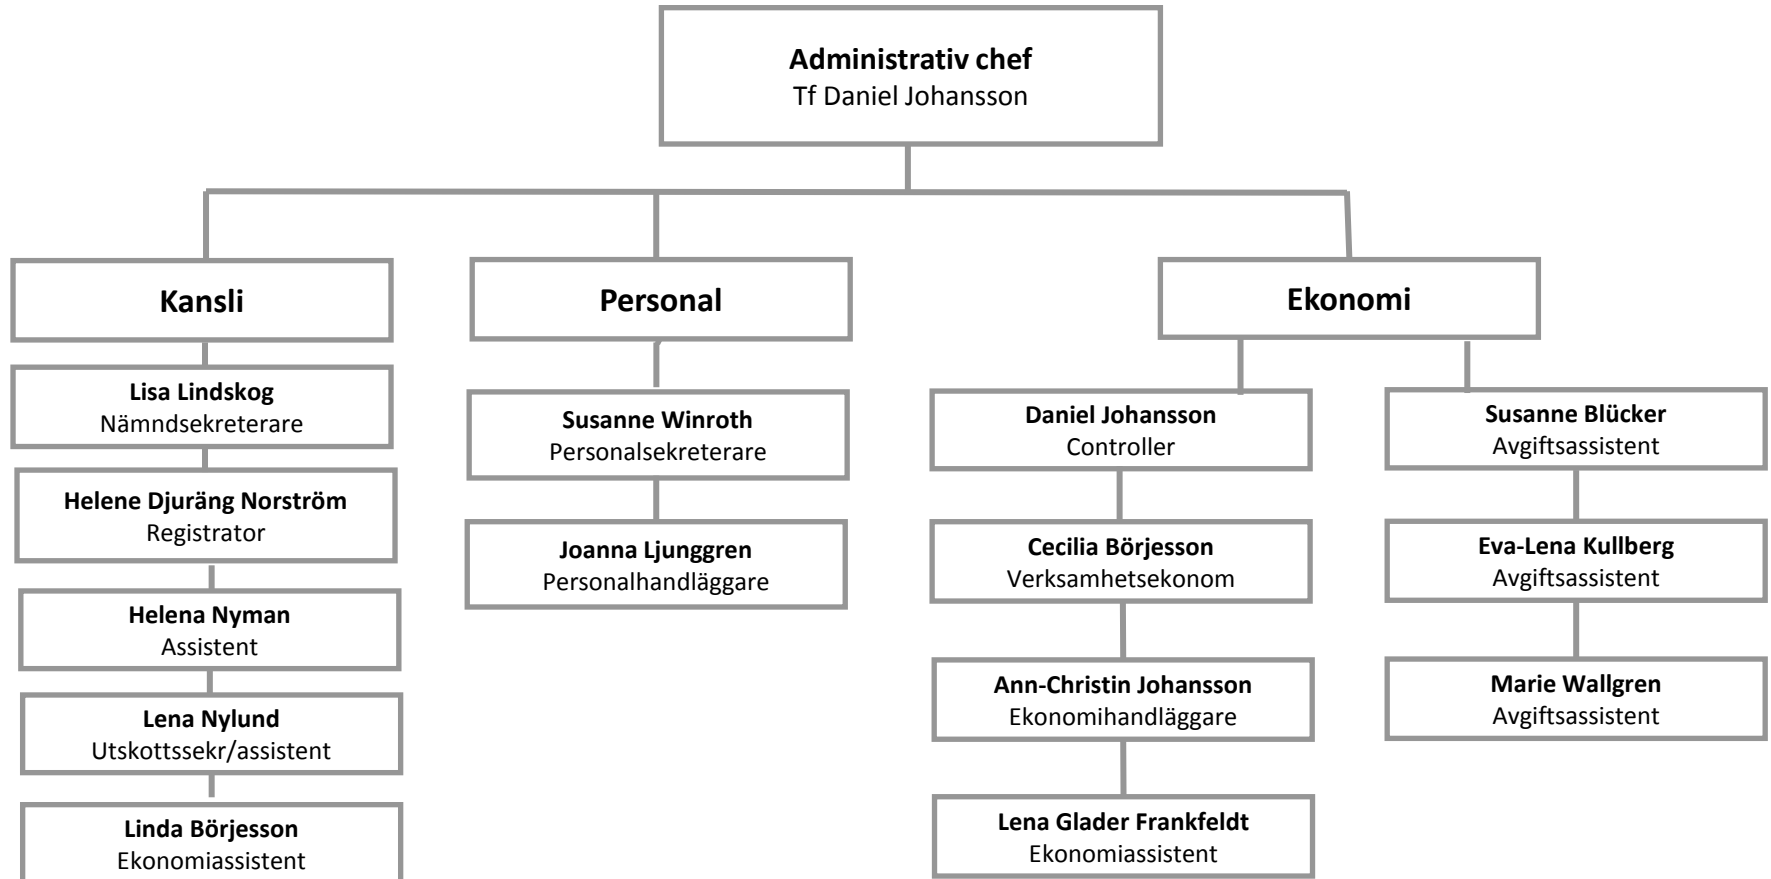 Administrativ chef
Tf Daniel Johansson
Kansli
Personal
Ekonomi
Lisa Lindskog
Nämndsekreterare
Helene Djuräng Norström
Registrator
Helena Nyman
Assistent
Lena Nylund
Utskottssekr/assistent
Linda Börjesson
Ekonomiassistent
Susanne Winroth
Personalsekreterare
Joanna Ljunggren
Personalhandläggare
Daniel Johansson
Controller
Cecilia Börjesson
Verksamhetsekonom
Ann-Christin Johansson
Ekonomihandläggare
Lena Glader Frankfeldt
Ekonomiassistent
Susanne Blücker
Avgiftsassistent
Eva-Lena Kullberg
Avgiftsassistent
Marie Wallgren
Avgiftsassistent